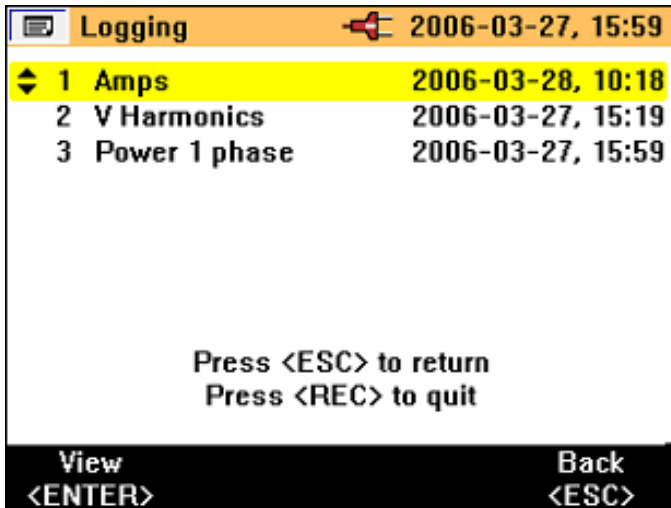 Logging 2006-03-27, 15:59
1 Amps 2006-03-28, 10:18
2 V Harmonics 2006-03-27, 15:19
3 Power 1 phase 2006-03-27, 15:59
Press <ESC> to return
Press <REC> to quit
View Back
<ENTER> <ESC>